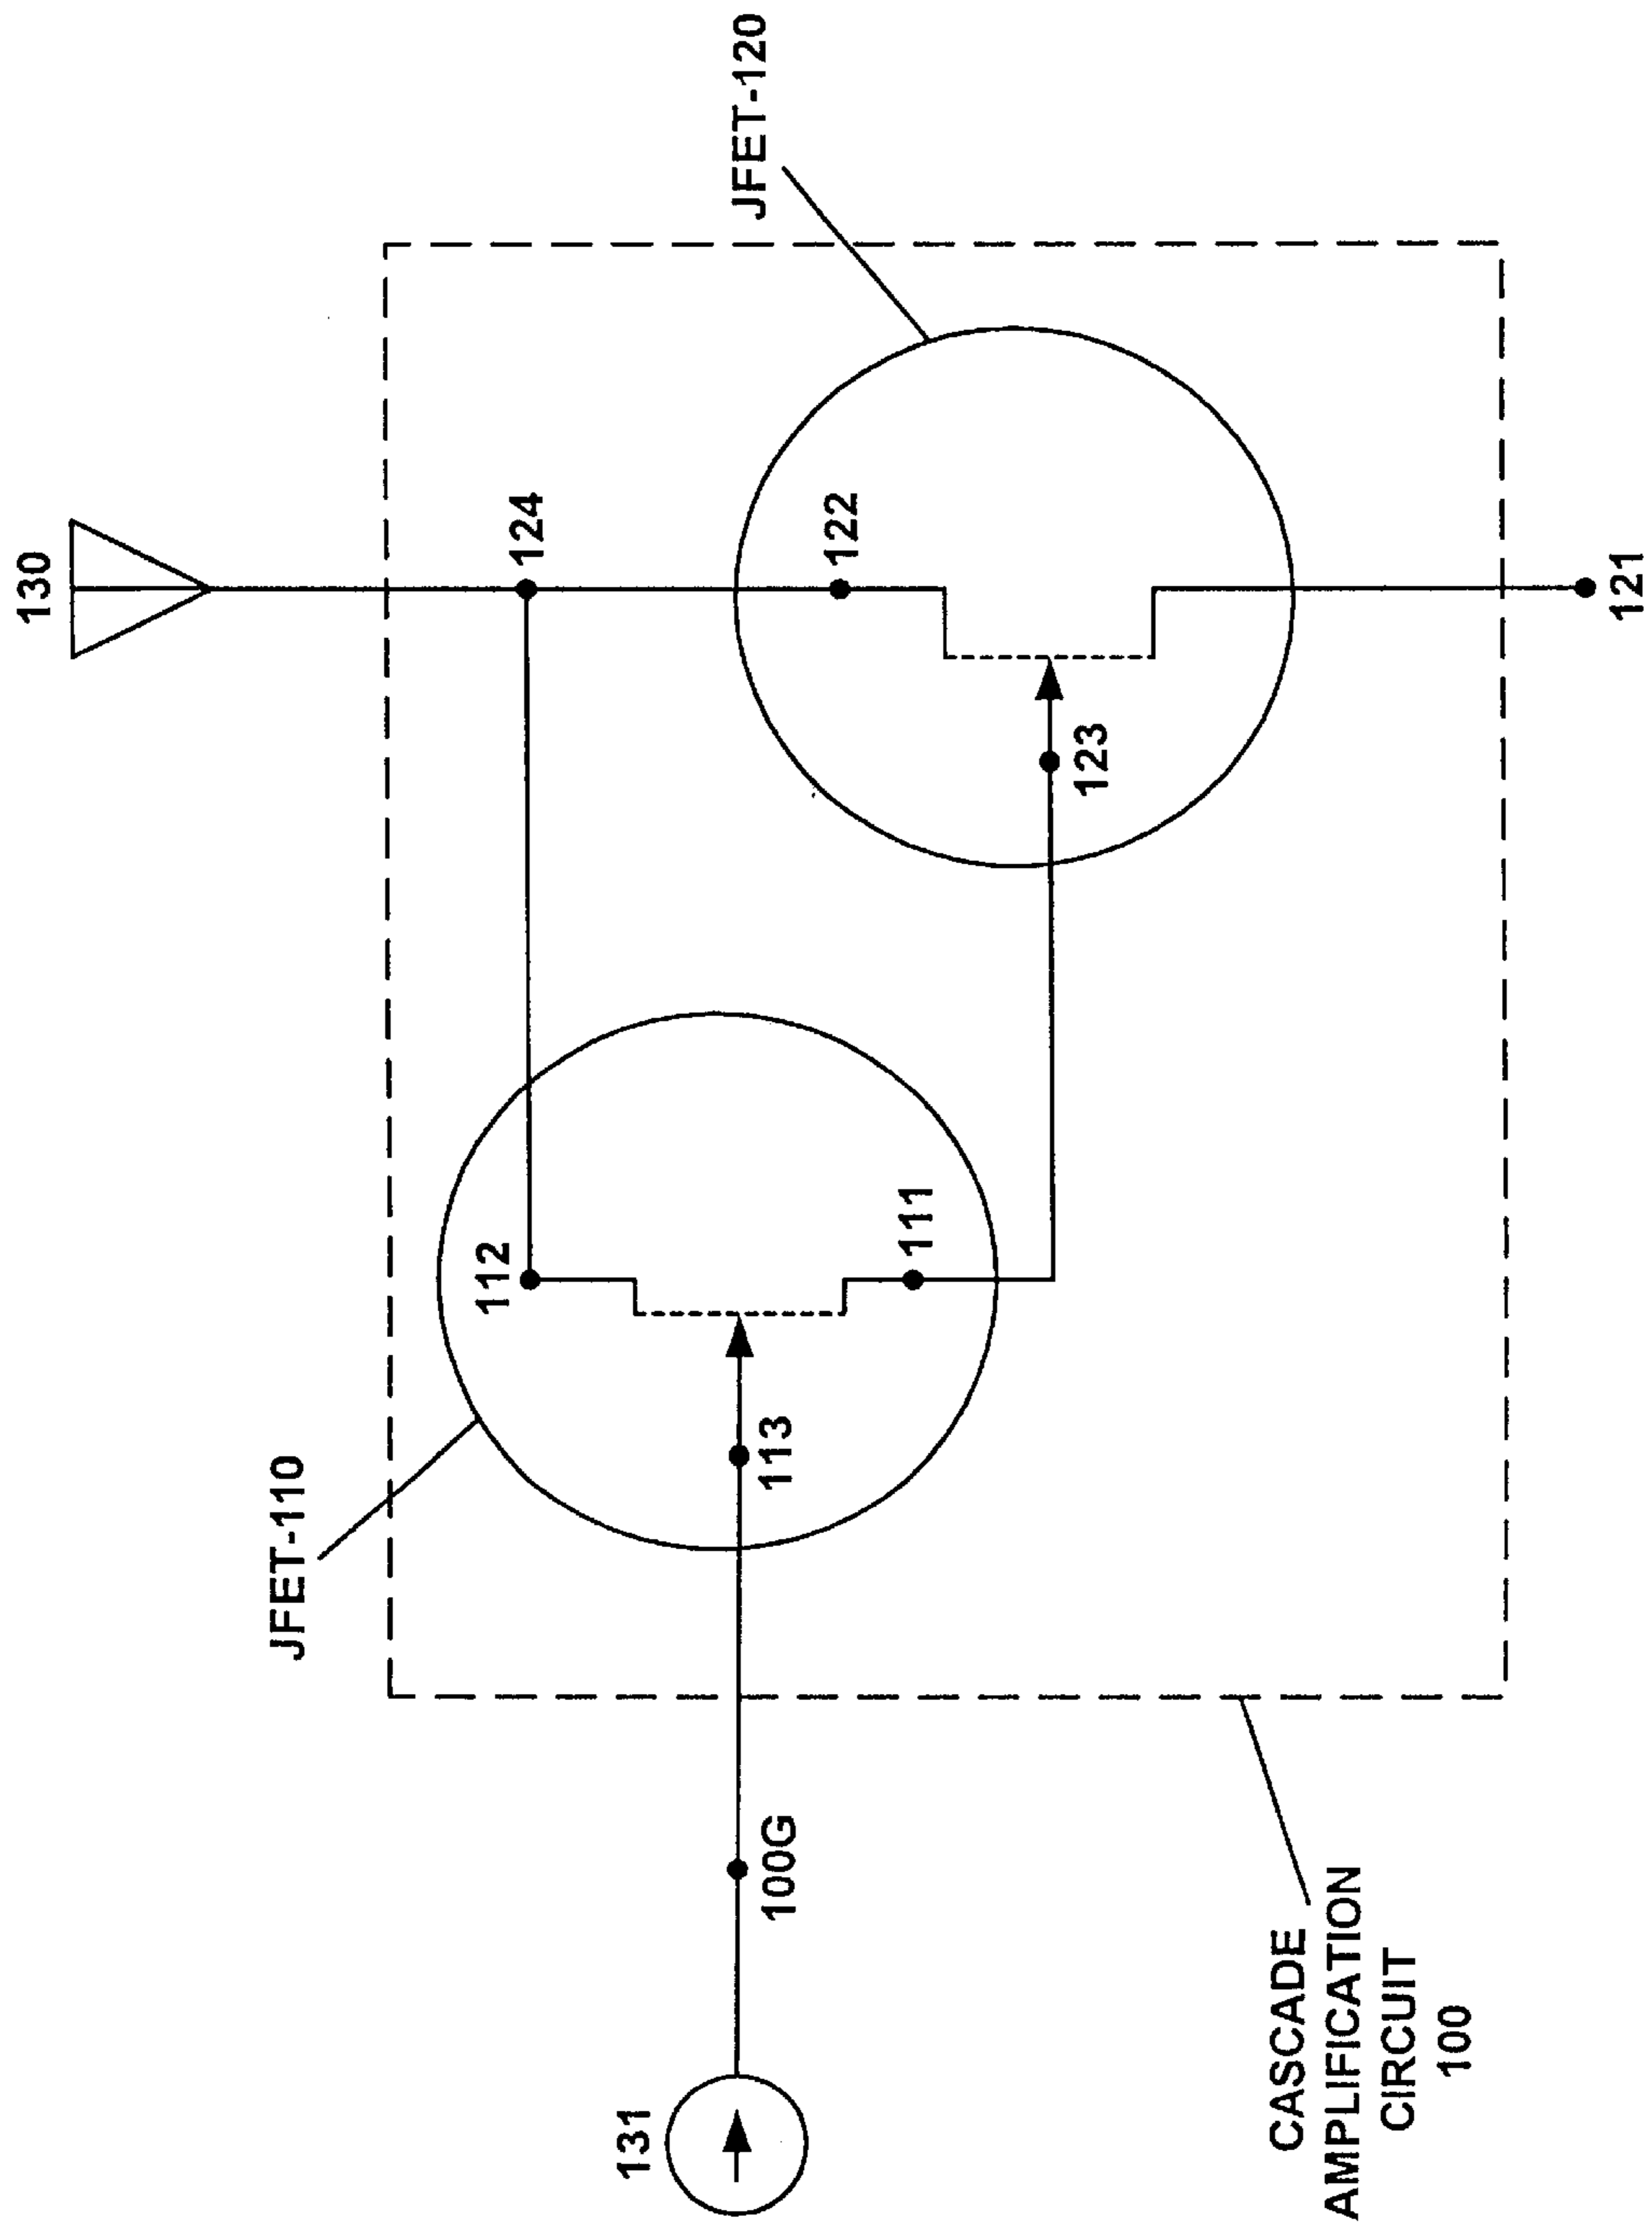 130
124
JFET-120
122
JFET-110
112
113
111
123
131
100G
121
CASCADE
AMPLIFICATION
CIRCUIT
100